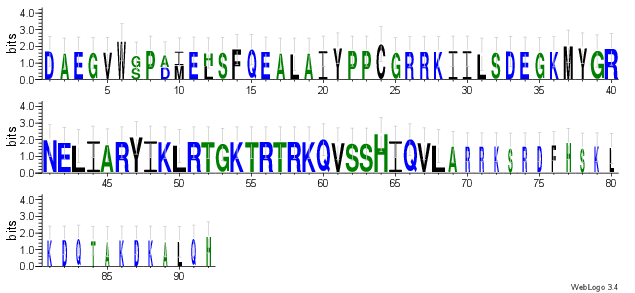 4.0
3.0
2.0
1.0
0.0
bits
DAEGVWGPAIEHSFQEALAIYPPCGRRKIILSDEGKMYGR
S D M L
5 10 15 20 25 30 35 40
4.0
3.0
2.0
1.0
0.0
bits
NELIARYIKLRTGKTRTRKQVSSHIQVLARRKSRDFHSKL
45 50 55 60 65 70 75 80
4.0
3.0
2.0
1.0
0.0
bits
KDQTAKDKALQH
85 90
WebLogo 3.4